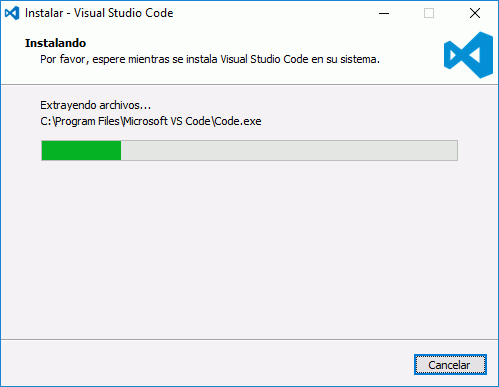 Instalar - Visual Studio Code
Instalando
Por favor, espere mientras se instala Visual Studio Code en su sistema.
Extrayendo archivos...
C:\Program Files\Microsoft VS Code\Code.exe
Cancelar